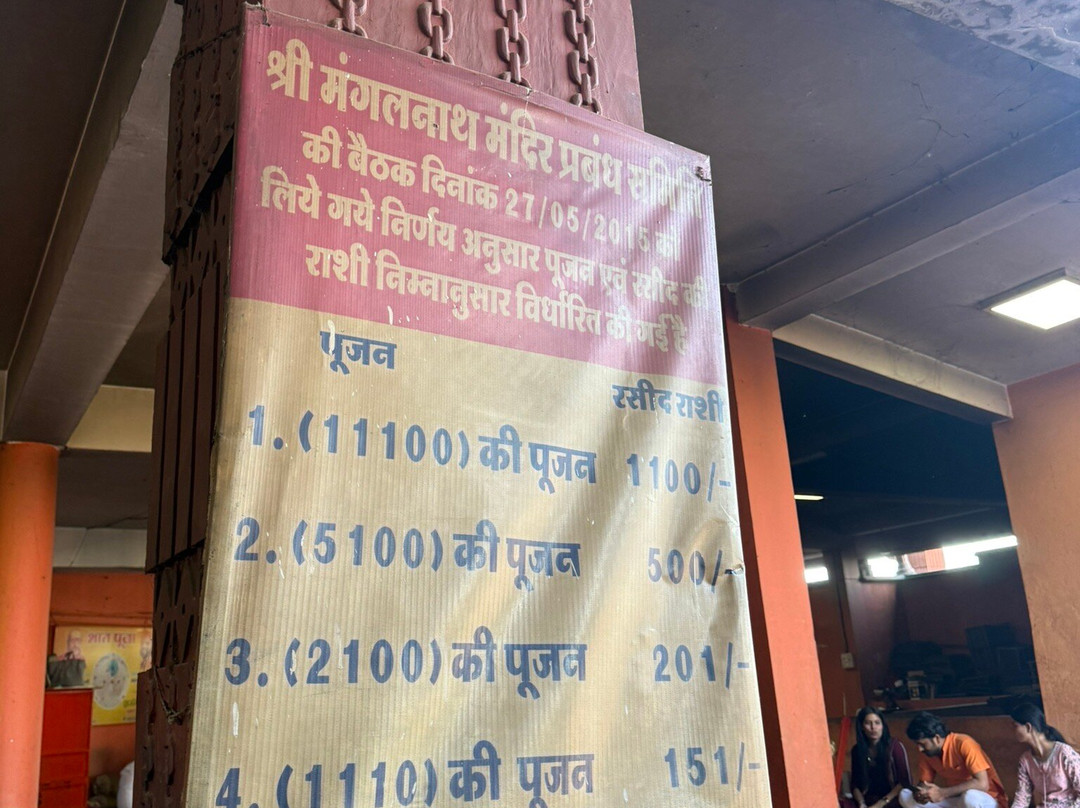 श्री मंगलनाथ मंदिर प्रबंध समिति
की बैठक दिनांक 27/05/2015 को
लिये गये निर्णय अनुसार पूजन एवं रसीद की
राशी निम्नानुसार निर्धारित की गई है
पूजन रसीद राशी
1. (11100) की पूजन 1100/-
2. (5100) की पूजन 500/-
3. (2100) की पूजन 201/-
4. (1110) की पूजन 151/-